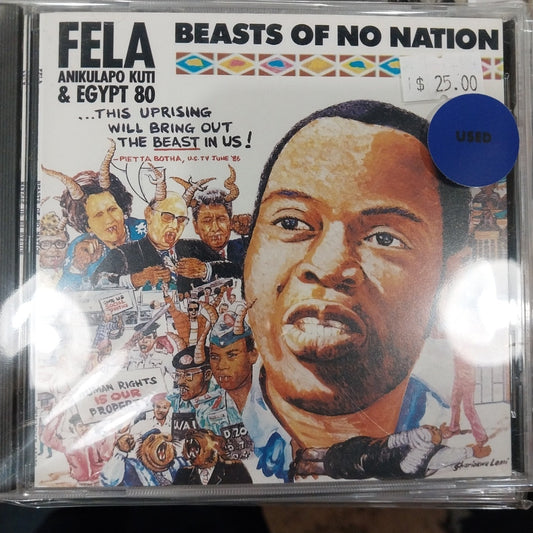 FELA
ANIKULAPO KUTI
& EGYPT 80
BEASTS OF NO NATION
$ 25.00
USED
...THIS UPRISING
WILL BRING OUT
THE BEAST IN US!
—PIETTA BOTHA, U.C.TV JUNE '86
HUMAN RIGHTS
IS OUR
PROPERTY
WAI